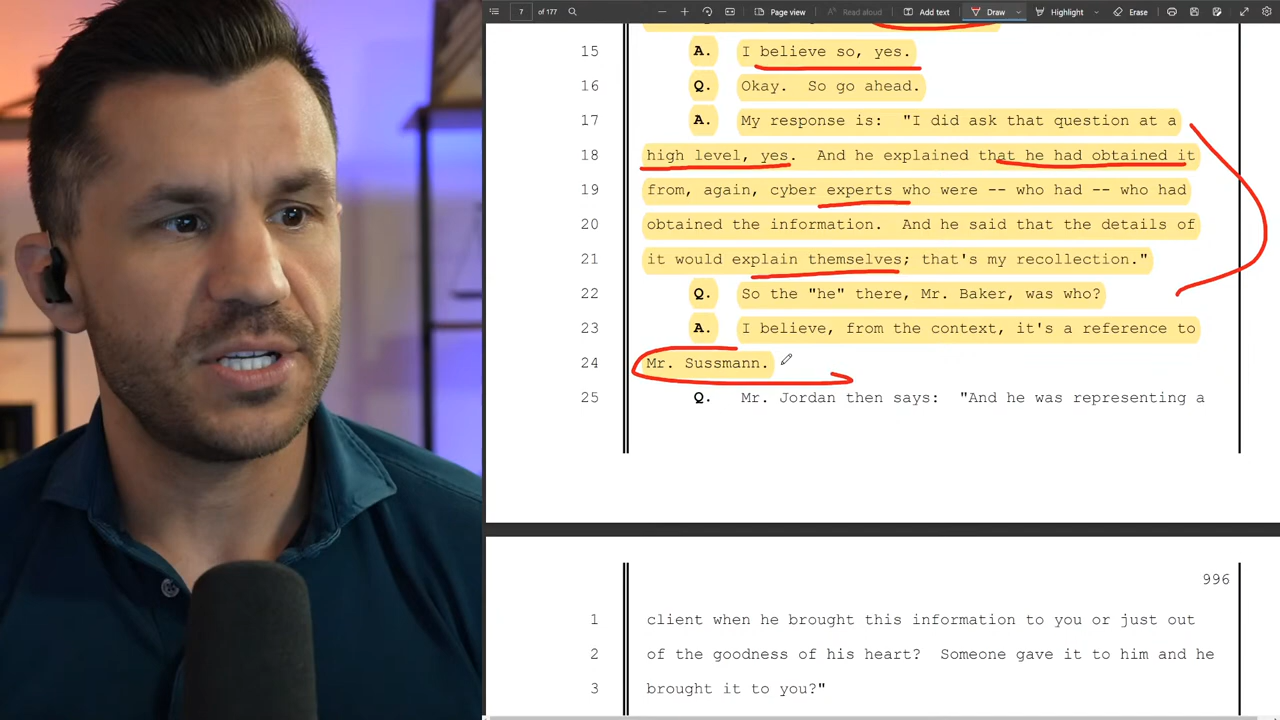 7 of 177 Page view Read aloud Add text Draw Highlight Erase
15 A. I believe so, yes.
16 Q. Okay. So go ahead.
17 A. My response is: "I did ask that question at a
18 high level, yes. And he explained that he had obtained it
19 from, again, cyber experts who were -- who had -- who had
20 obtained the information. And he said that the details of
21 it would explain themselves; that's my recollection."
22 Q. So the "he" there, Mr. Baker, was who?
23 A. I believe, from the context, it's a reference to
24 Mr. Sussmann.
25 Q. Mr. Jordan then says: "And he was representing a
996
1 client when he brought this information to you or just out
2 of the goodness of his heart? Someone gave it to him and he
3 brought it to you?"